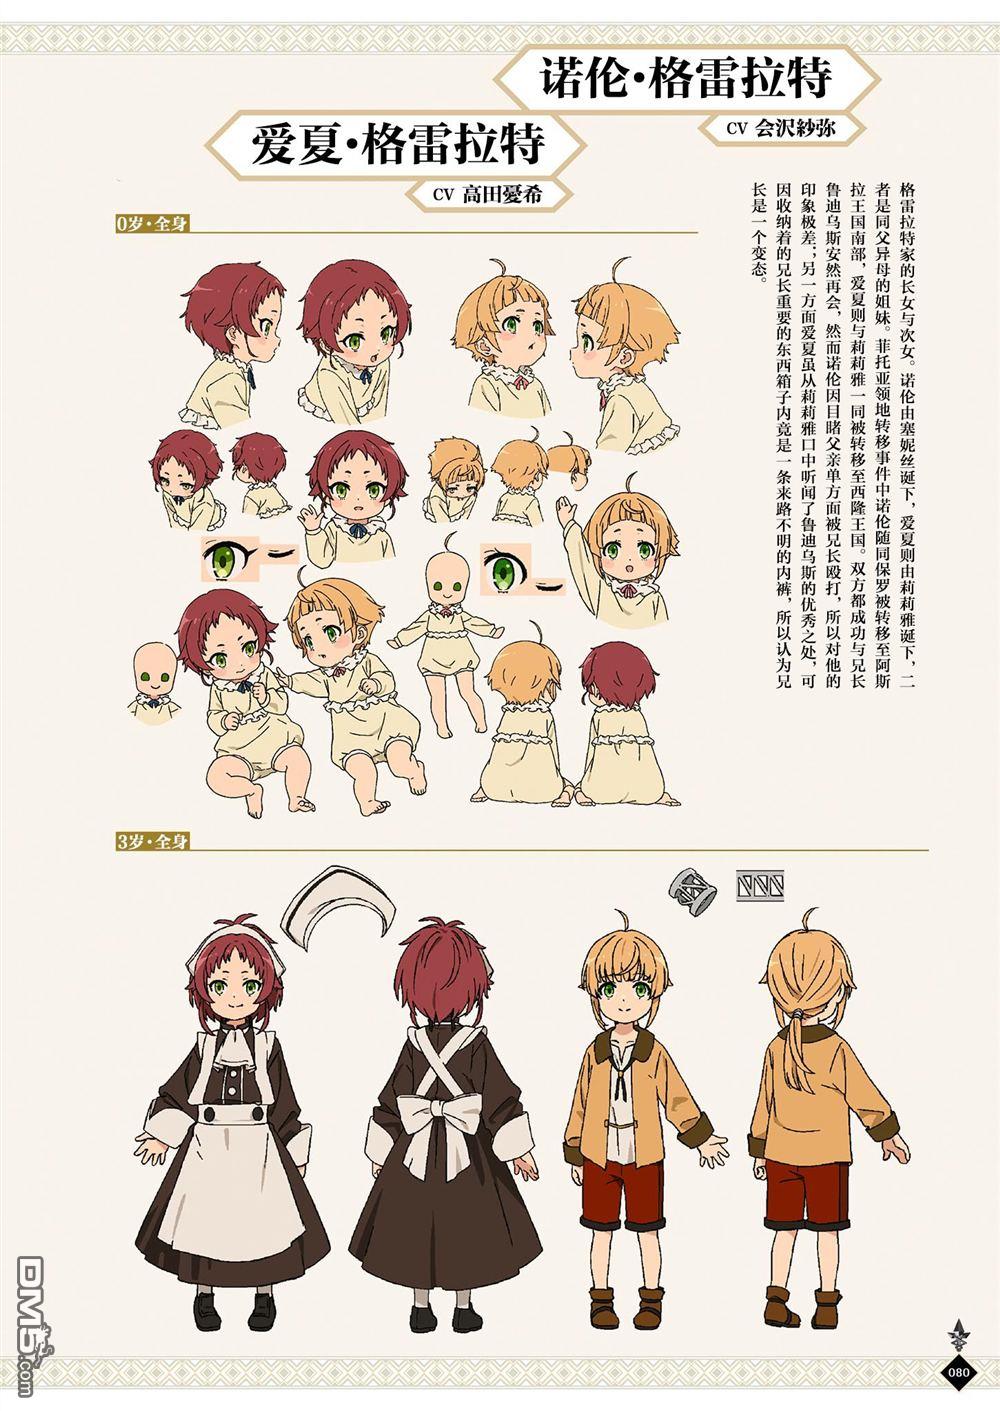 诺伦·格雷拉特
CV 会沢紗弥
爱夏·格雷拉特
CV 高田憂希
格雷拉特家的长女与次女。诺伦由塞妮丝诞下，爱夏则由莉莉雅诞下，二
者是同父异母的姐妹。菲托亚领地转移事件中诺伦随同保罗被转移至阿斯
拉王国南部，爱夏则与莉莉雅一同被转移至西隆王国。双方都成功与兄长
鲁迪乌斯安然再会，然而诺伦因目睹父亲单方面被兄长殴打，所以对他的
印象极差；另一方面爱夏虽从莉莉雅口中听闻了鲁迪乌斯的优秀之处，可
因收纳着的兄长重要的东西箱子内竟是一条来路不明的内裤，所以认为兄
长是一个变态。
0岁·全身
3岁·全身
DM5.com
080